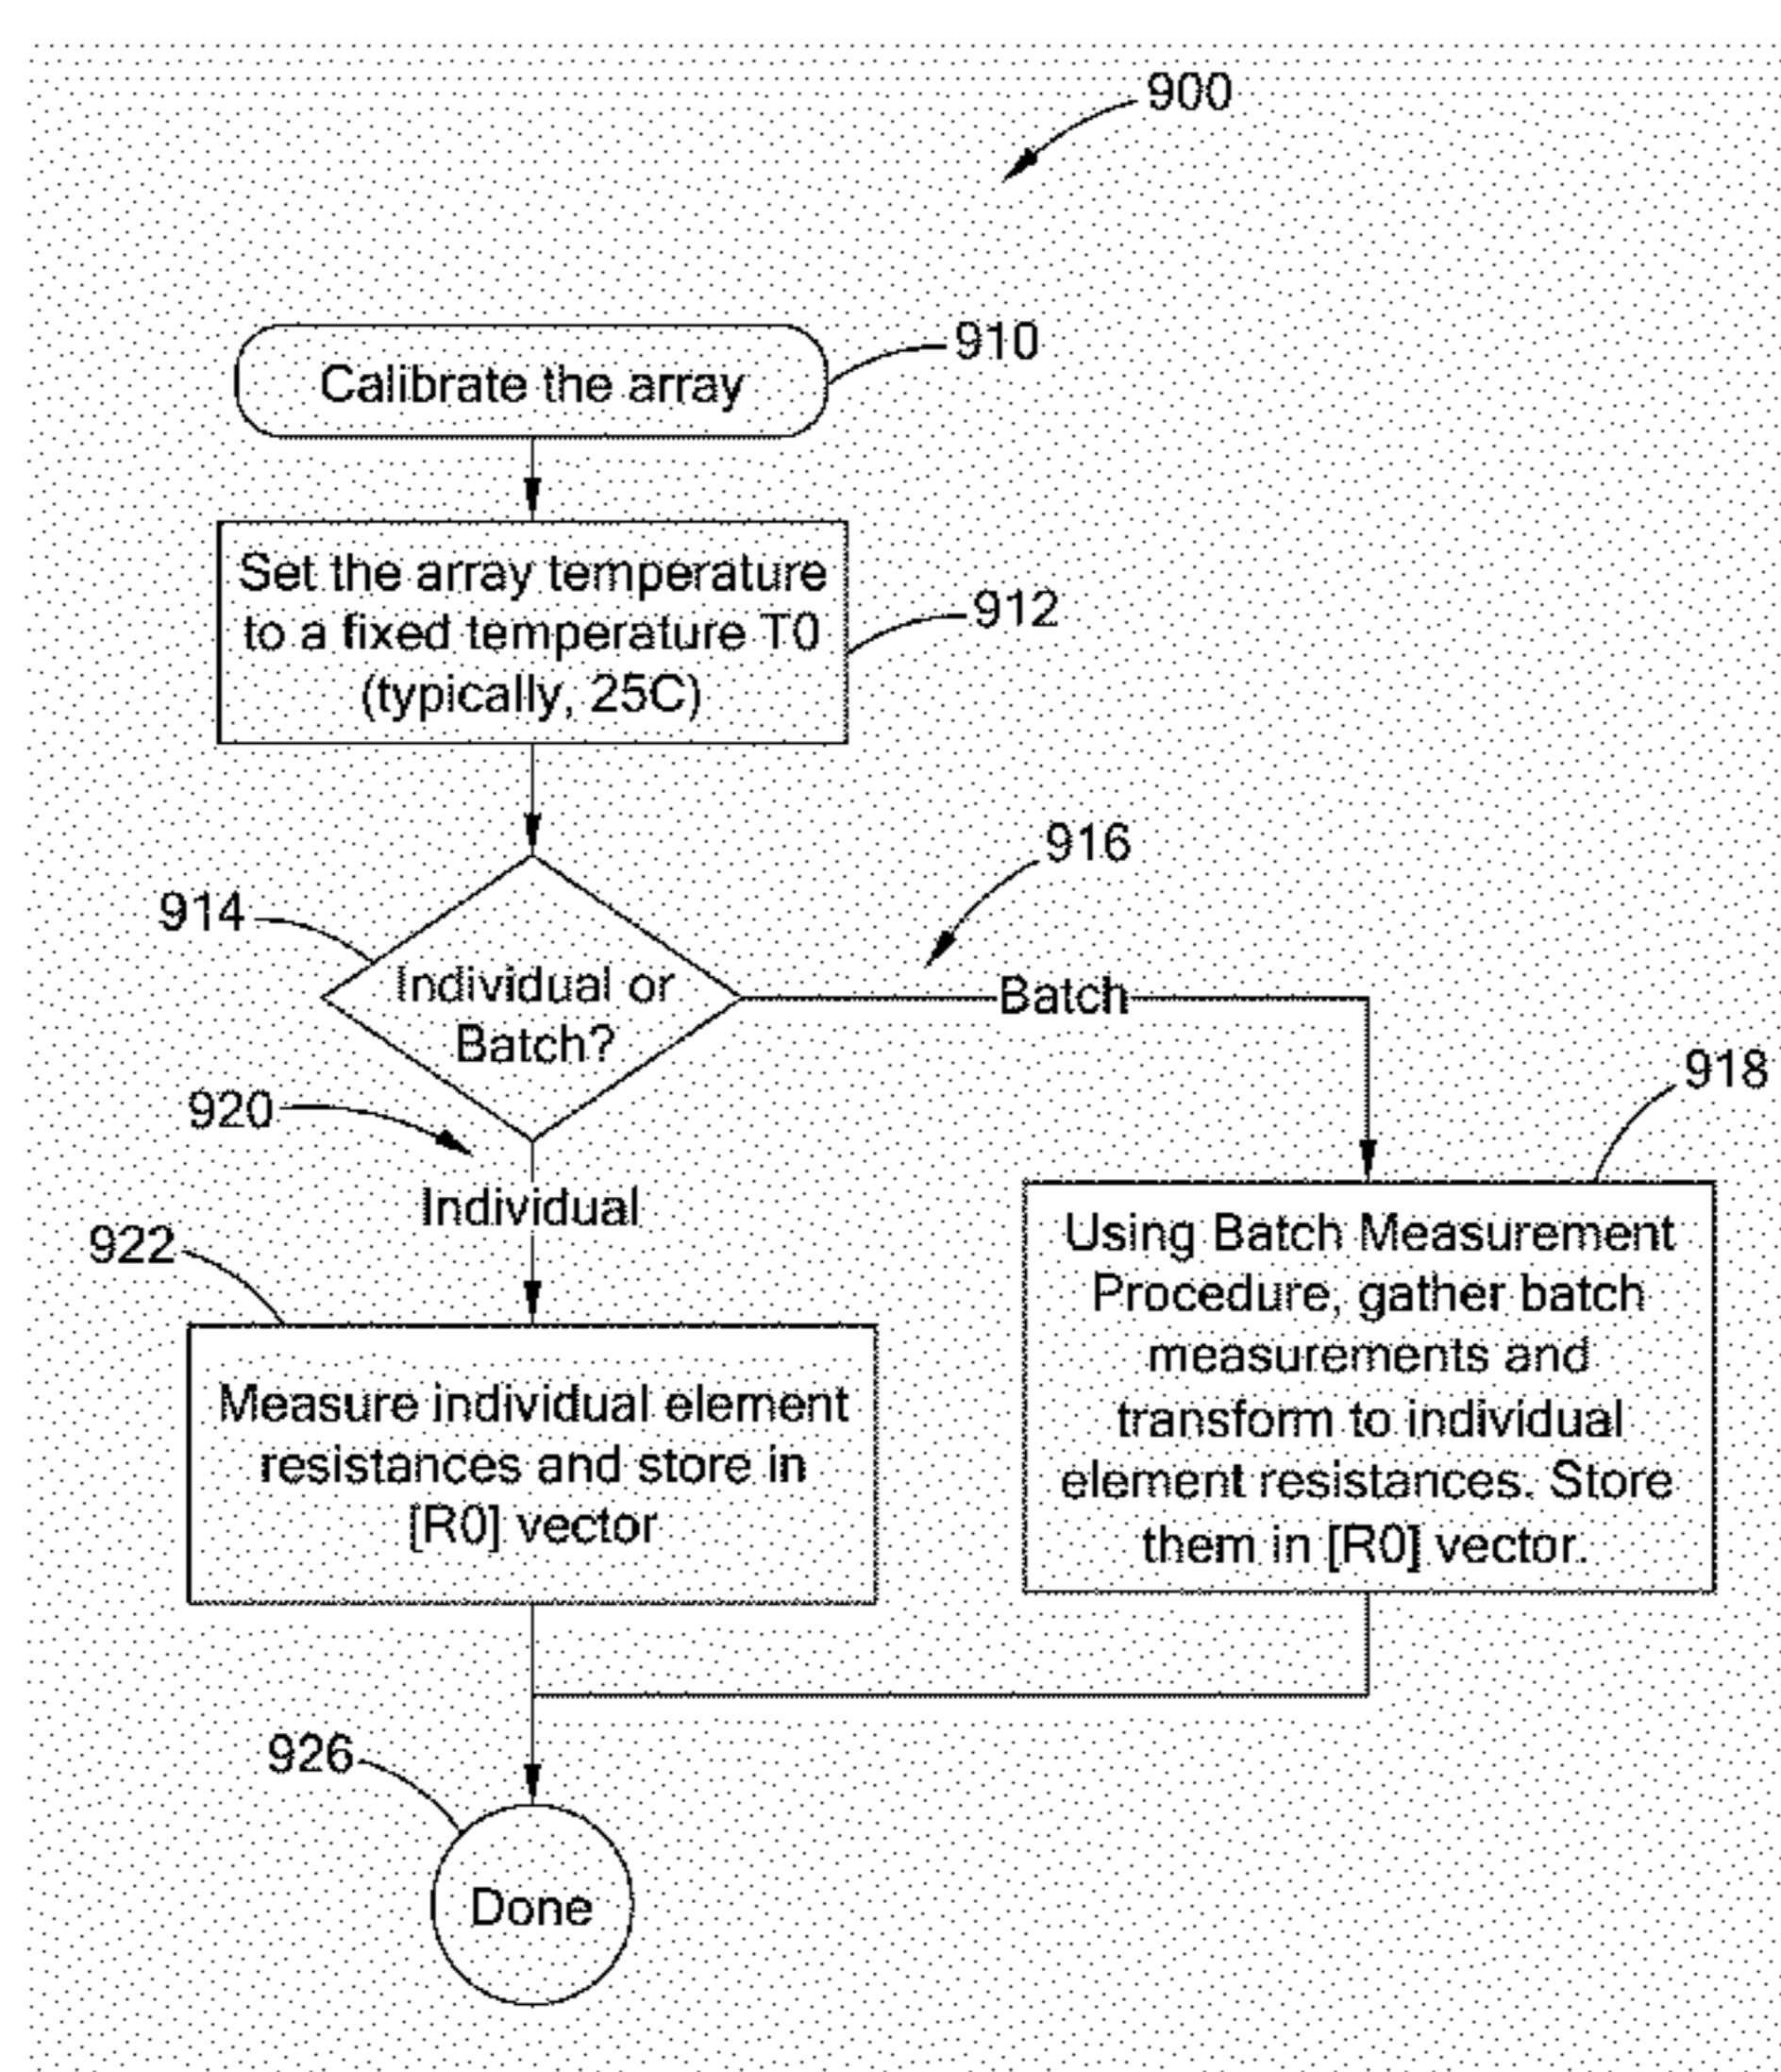 900
910
Calibrate the array
Set the array temperature
to a fixed temperature T0
(typically, 25C)
912
914
Individual or
Batch?
916
Batch
918
920
Individual
922
Measure individual element
resistances and store in
[R0] vector
Using Batch Measurement
Procedure, gather batch
measurements and
transform to individual
element resistances. Store
them in [R0] vector.
926
Done